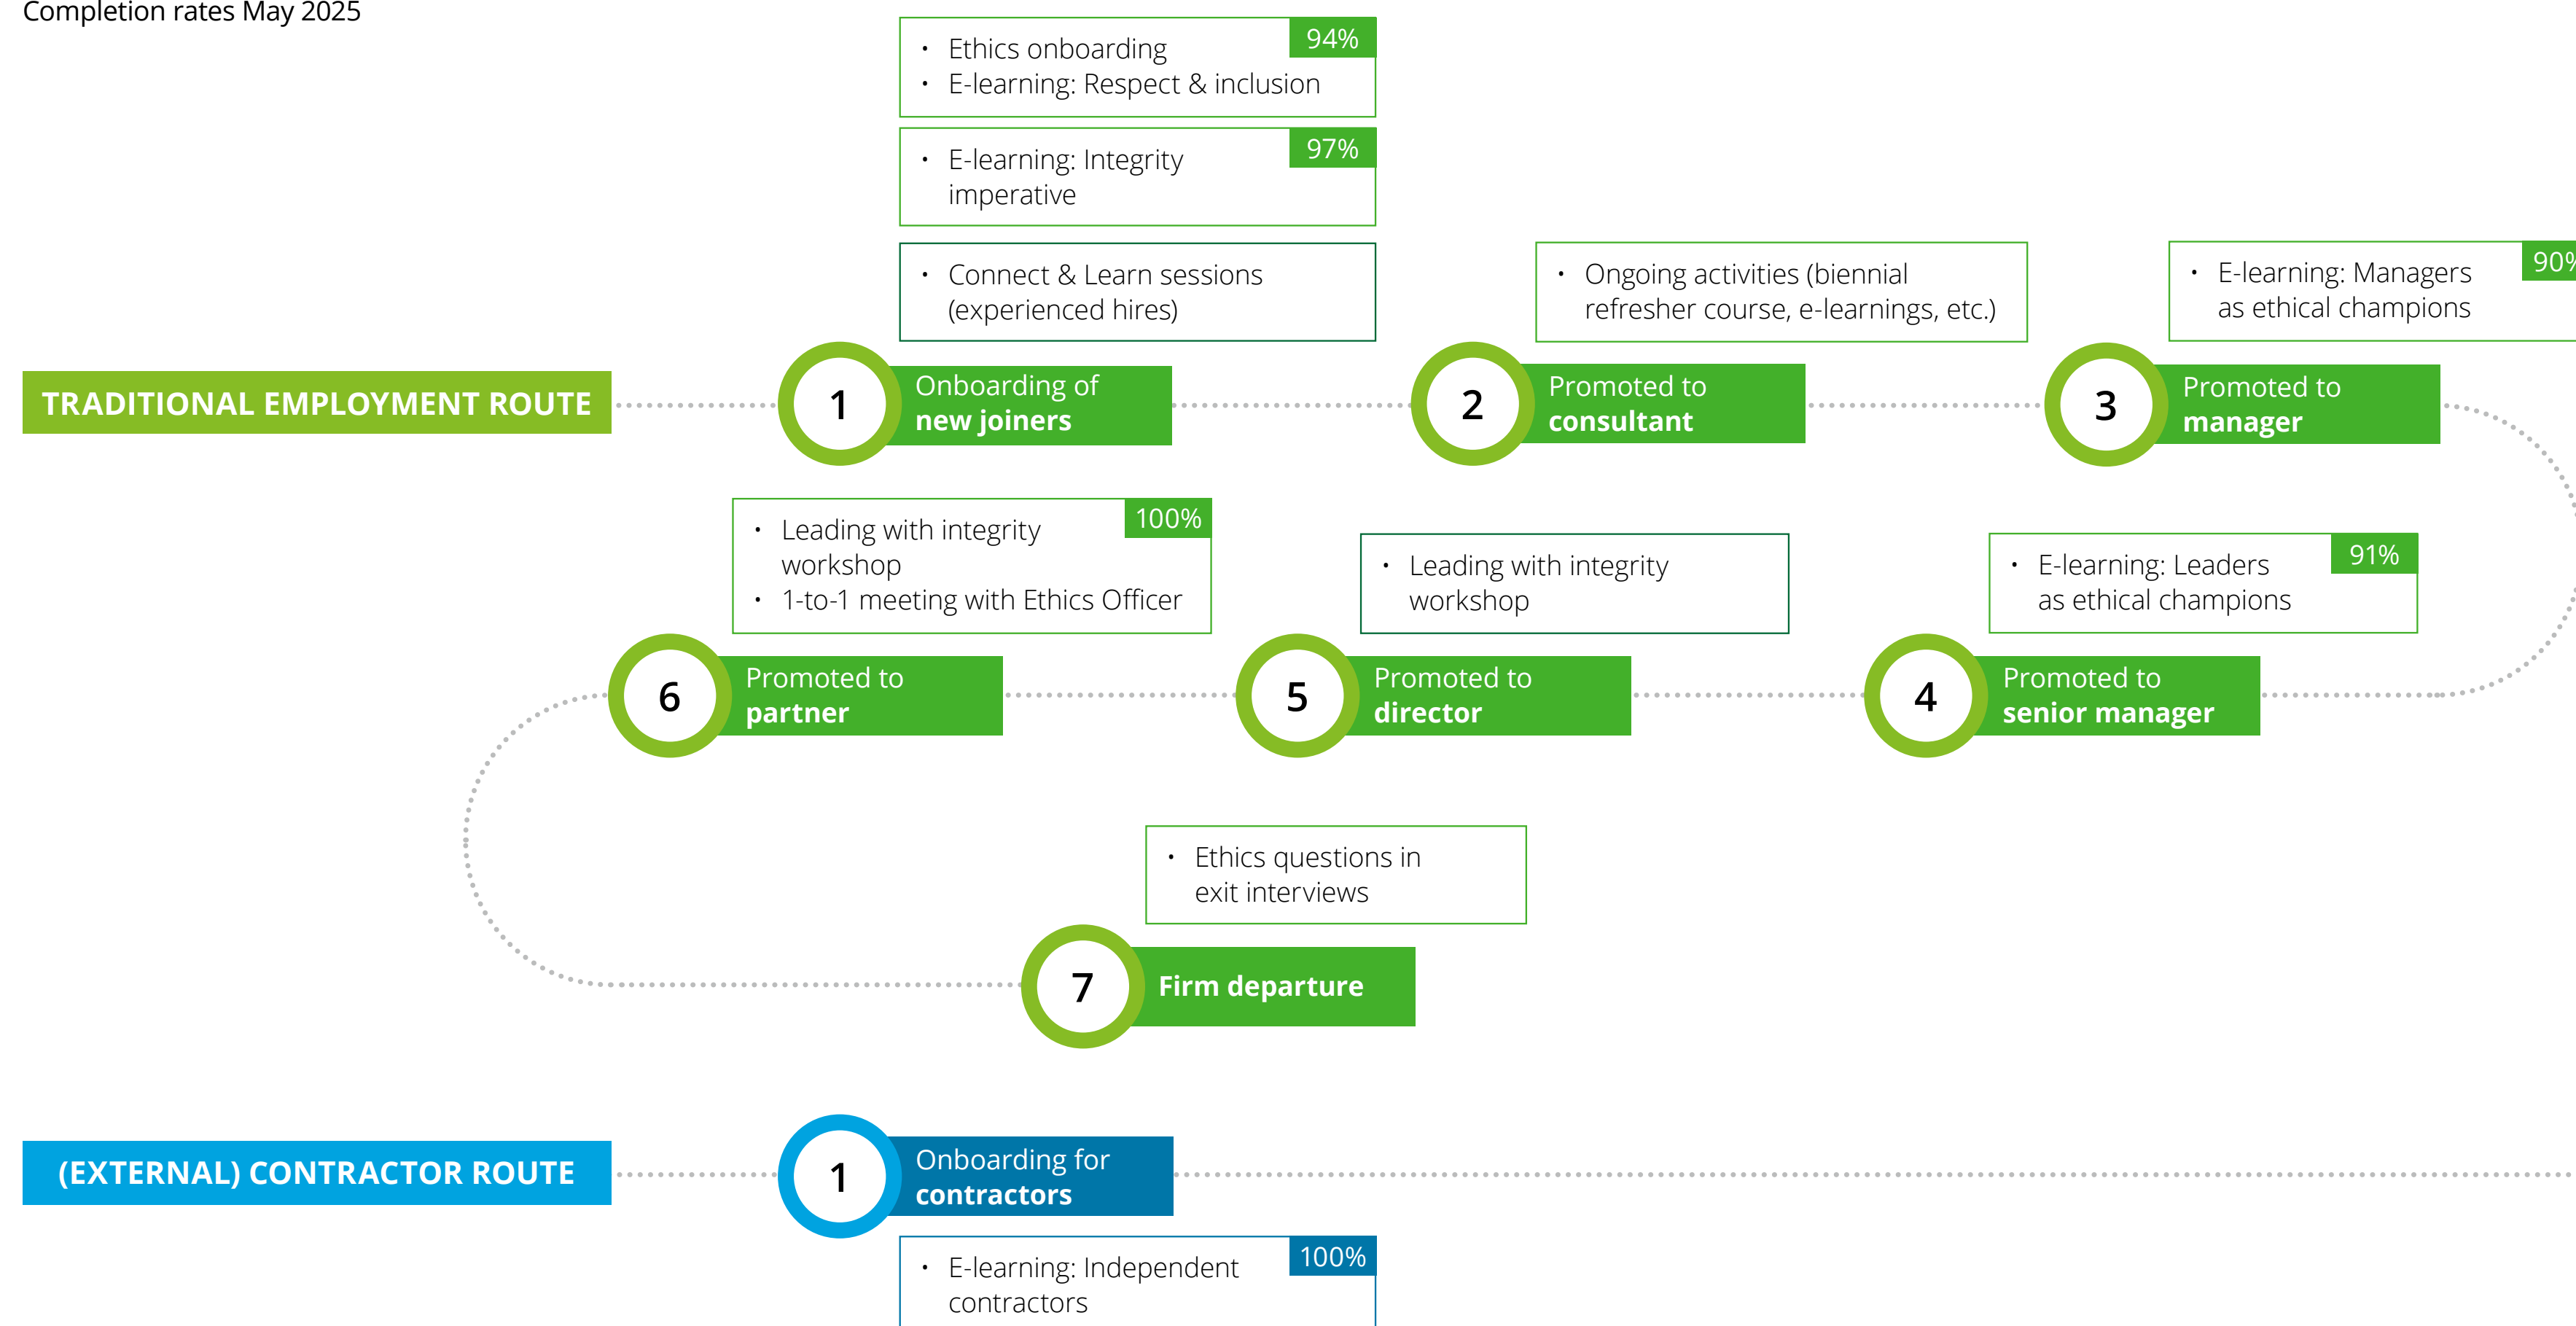 Completion rates May 2025
94%
• Ethics onboarding
• E-learning: Respect & inclusion
97%
• E-learning: Integrity
imperative
• Connect & Learn sessions
(experienced hires)
• Ongoing activities (biennial
refresher course, e-learnings, etc.)
90%
• E-learning: Managers
as ethical champions
TRADITIONAL EMPLOYMENT ROUTE
1
Onboarding of
new joiners
2
Promoted to
consultant
3
Promoted to
manager
100%
• Leading with integrity
workshop
• 1-to-1 meeting with Ethics Officer
• Leading with integrity
workshop
91%
• E-learning: Leaders
as ethical champions
6
Promoted to
partner
5
Promoted to
director
4
Promoted to
senior manager
• Ethics questions in
exit interviews
7
Firm departure
(EXTERNAL) CONTRACTOR ROUTE
1
Onboarding for
contractors
100%
• E-learning: Independent
contractors